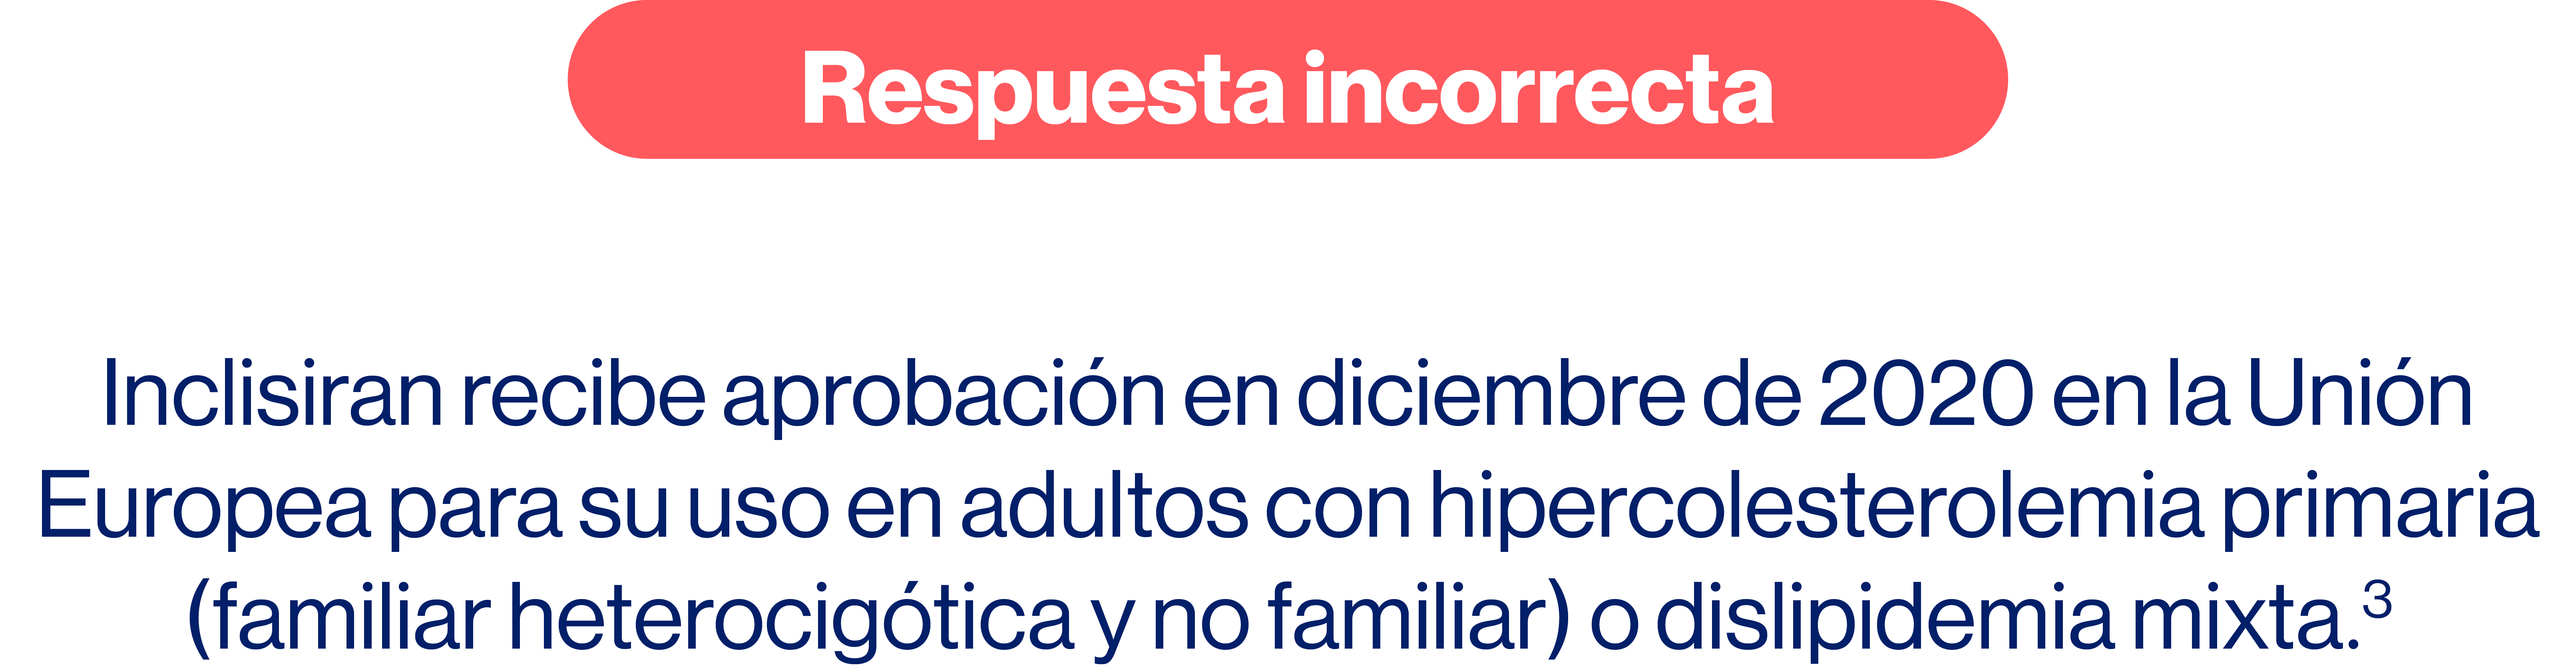 Respuesta incorrecta
Inclisiran recibe aprobación en diciembre de 2020 en la Unión
Europea para su uso en adultos con hipercolesterolemia primaria
(familiar heterocigótica y no familiar) o dislipidemia mixta.³